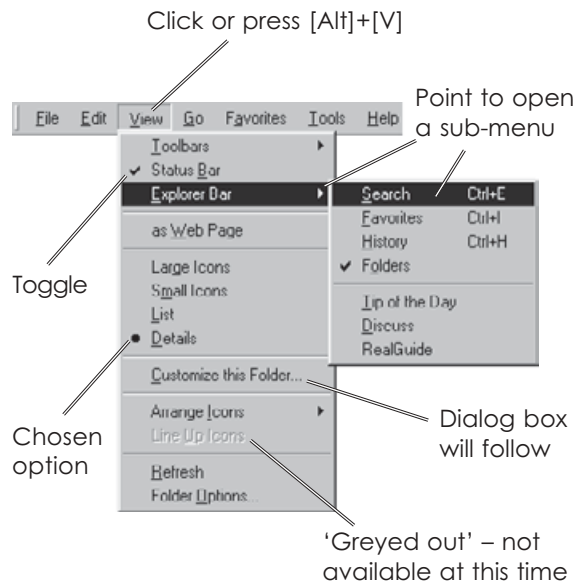 Click or press [Alt]+[V]
File Edit View Go Favorites Tools Help
Point to open
a sub-menu
Toolbars
Status Bar
Explorer Bar
as Web Page
Large Icons
Small Icons
List
Details
Customize this Folder...
Arrange Icons
Line Up Icons
Refresh
Folder Options...
Search Ctrl+E
Favorites Ctrl+I
History Ctrl+H
Folders
Tip of the Day
Discuss
RealGuide
Toggle
Chosen
option
Dialog box
will follow
‘Greyed out’ – not
available at this time